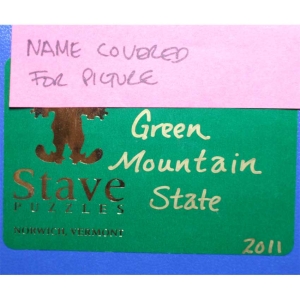 NAME COVERED
FOR PICTURE
Green
Mountain
State
Stave
PUZZLES
NORWICH, VERMONT
2011